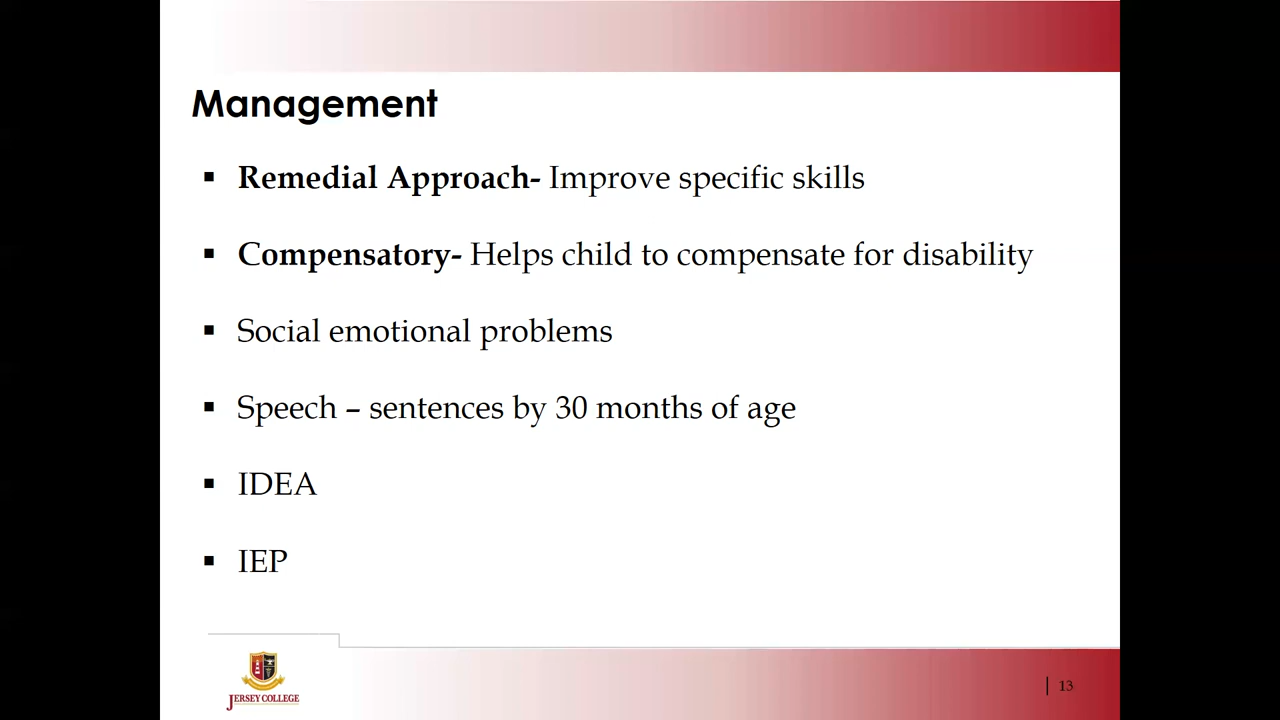 Management
▪ Remedial Approach- Improve specific skills
▪ Compensatory- Helps child to compensate for disability
▪ Social emotional problems
▪ Speech – sentences by 30 months of age
▪ IDEA
▪ IEP
JERSEY COLLEGE
| 13